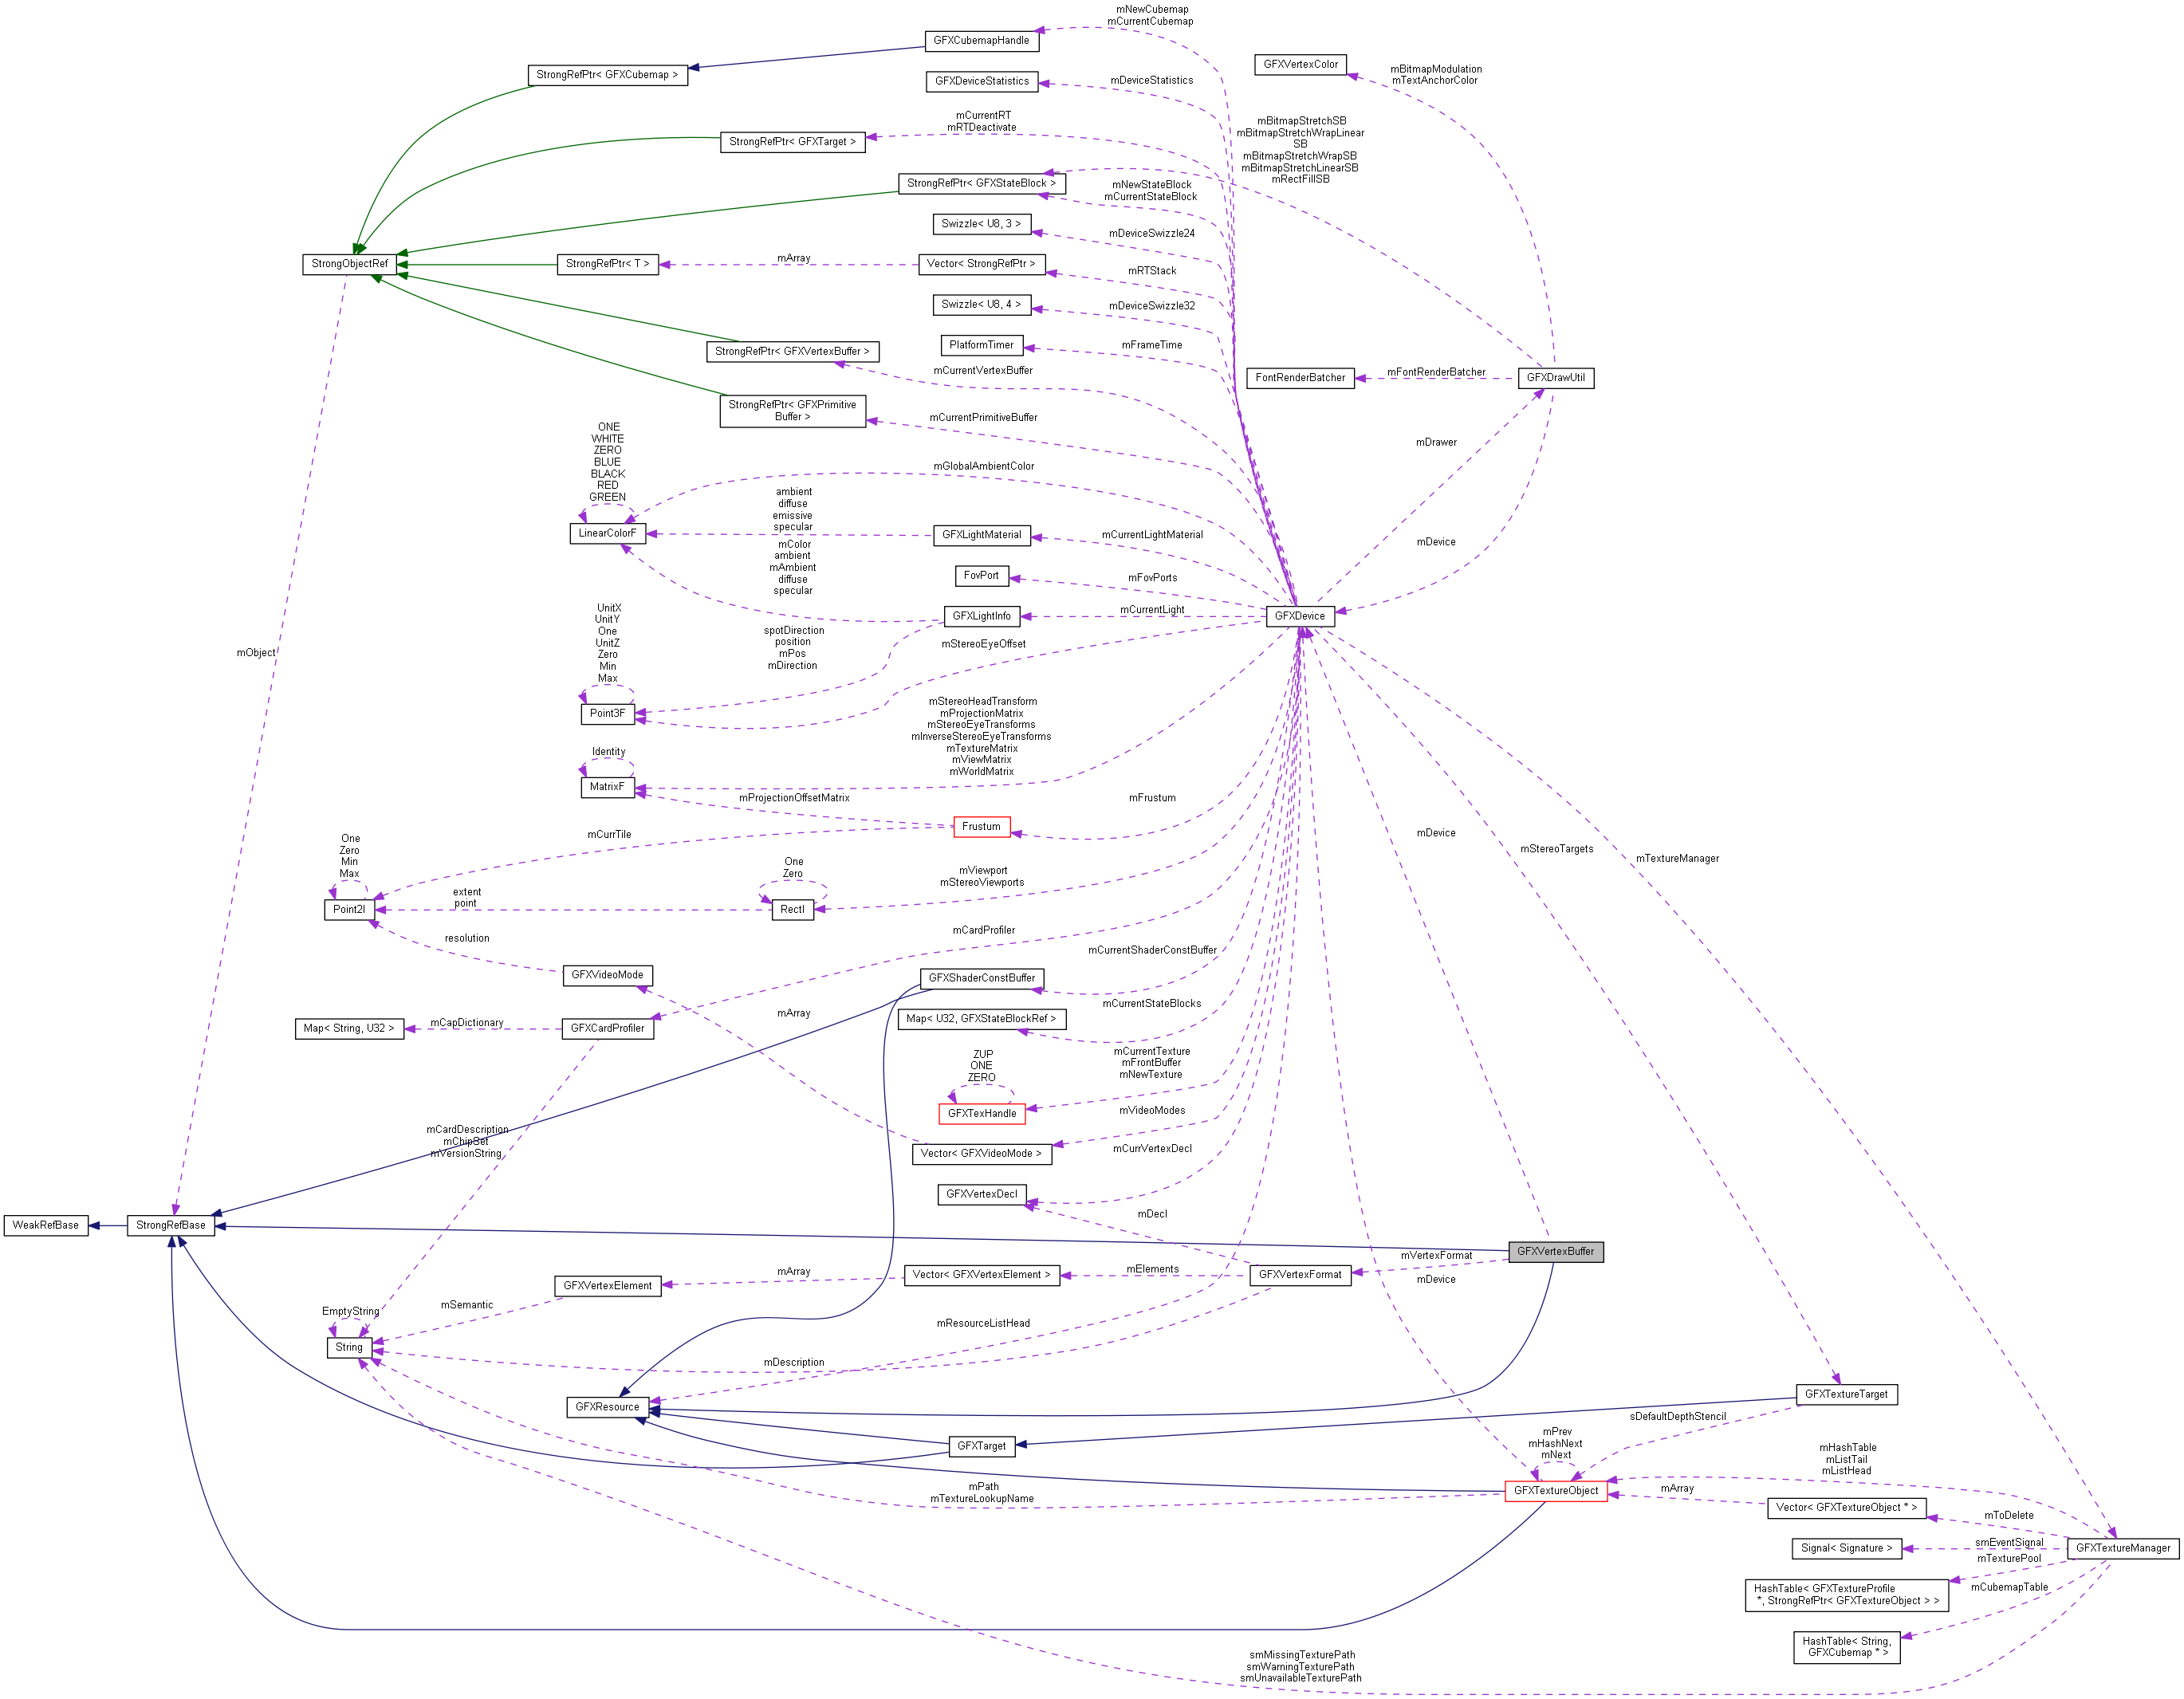 mNewCubemap
mCurrentCubemap
GFXCubemapHandle
StrongRefPtr< GFXCubemap >
GFXDeviceStatistics
mDeviceStatistics
GFXVertexColor
mBitmapModulation
mTextAnchorColor
mCurrentRT
mRTDeactivate
StrongRefPtr< GFXTarget >
mBitmapStretchSB
mBitmapStretchWrapLinear
SB
mBitmapStretchWrapSB
mBitmapStretchLinearSB
mRectFillSB
StrongRefPtr< GFXStateBlock >
mNewStateBlock
mCurrentStateBlock
Swizzle< U8, 3 >
mDeviceSwizzle24
StrongObjectRef
StrongRefPtr< T >
mArray
Vector< StrongRefPtr >
mRTStack
Swizzle< U8, 4 >
mDeviceSwizzle32
PlatformTimer
mFrameTime
StrongRefPtr< GFXVertexBuffer >
mCurrentVertexBuffer
FontRenderBatcher
mFontRenderBatcher
GFXDrawUtil
StrongRefPtr< GFXPrimitive
Buffer >
mCurrentPrimitiveBuffer
mDrawer
ONE
WHITE
ZERO
BLUE
BLACK
RED
GREEN
mGlobalAmbientColor
LinearColorF
ambient
diffuse
emissive
specular
GFXLightMaterial
mCurrentLightMaterial
mDevice
mColor
ambient
mAmbient
diffuse
specular
FovPort
mFovPorts
GFXLightInfo
mCurrentLight
GFXDevice
UnitX
UnitY
One
UnitZ
Zero
Min
Max
spotDirection
position
mPos
mDirection
mStereoEyeOffset
mObject
Point3F
mStereoHeadTransform
mProjectionMatrix
mStereoEyeTransforms
mInverseStereoEyeTransforms
mTextureMatrix
mViewMatrix
mWorldMatrix
Identity
MatrixF
mProjectionOffsetMatrix
Frustum
mFrustum
mCurrTile
mDevice
mStereoTargets
mTextureManager
One
Zero
Min
Max
Point2I
extent
point
One
Zero
RectI
mViewport
mStereoViewports
resolution
GFXVideoMode
mCardProfiler
mCurrentShaderConstBuffer
GFXShaderConstBuffer
Map< String, U32 >
mCapDictionary
GFXCardProfiler
mArray
Map< U32, GFXStateBlockRef >
mCurrentStateBlocks
ZUP
ONE
ZERO
GFXTexHandle
mCurrentTexture
mFrontBuffer
mNewTexture
mVideoModes
mCardDescription
mChipSet
mVersionString
Vector< GFXVideoMode >
mCurrVertexDecl
GFXVertexDecl
mDecl
WeakRefBase
StrongRefBase
GFXVertexBuffer
mVertexFormat
GFXVertexFormat
mElements
Vector< GFXVertexElement >
mArray
GFXVertexElement
mSemantic
mDevice
EmptyString
String
mResourceListHead
mDescription
GFXResource
GFXTextureTarget
sDefaultDepthStencil
GFXTarget
mPrev
mHashNext
mNext
GFXTextureObject
mHashTable
mListTail
mListHead
mPath
mTextureLookupName
mArray
Vector< GFXTextureObject * >
mToDelete
Signal< Signature >
smEventSignal
GFXTextureManager
mTexturePool
HashTable< GFXTextureProfile
*, StrongRefPtr< GFXTextureObject > >
mCubemapTable
HashTable< String,
GFXCubemap * >
smMissingTexturePath
smWarningTexturePath
smUnavailableTexturePath